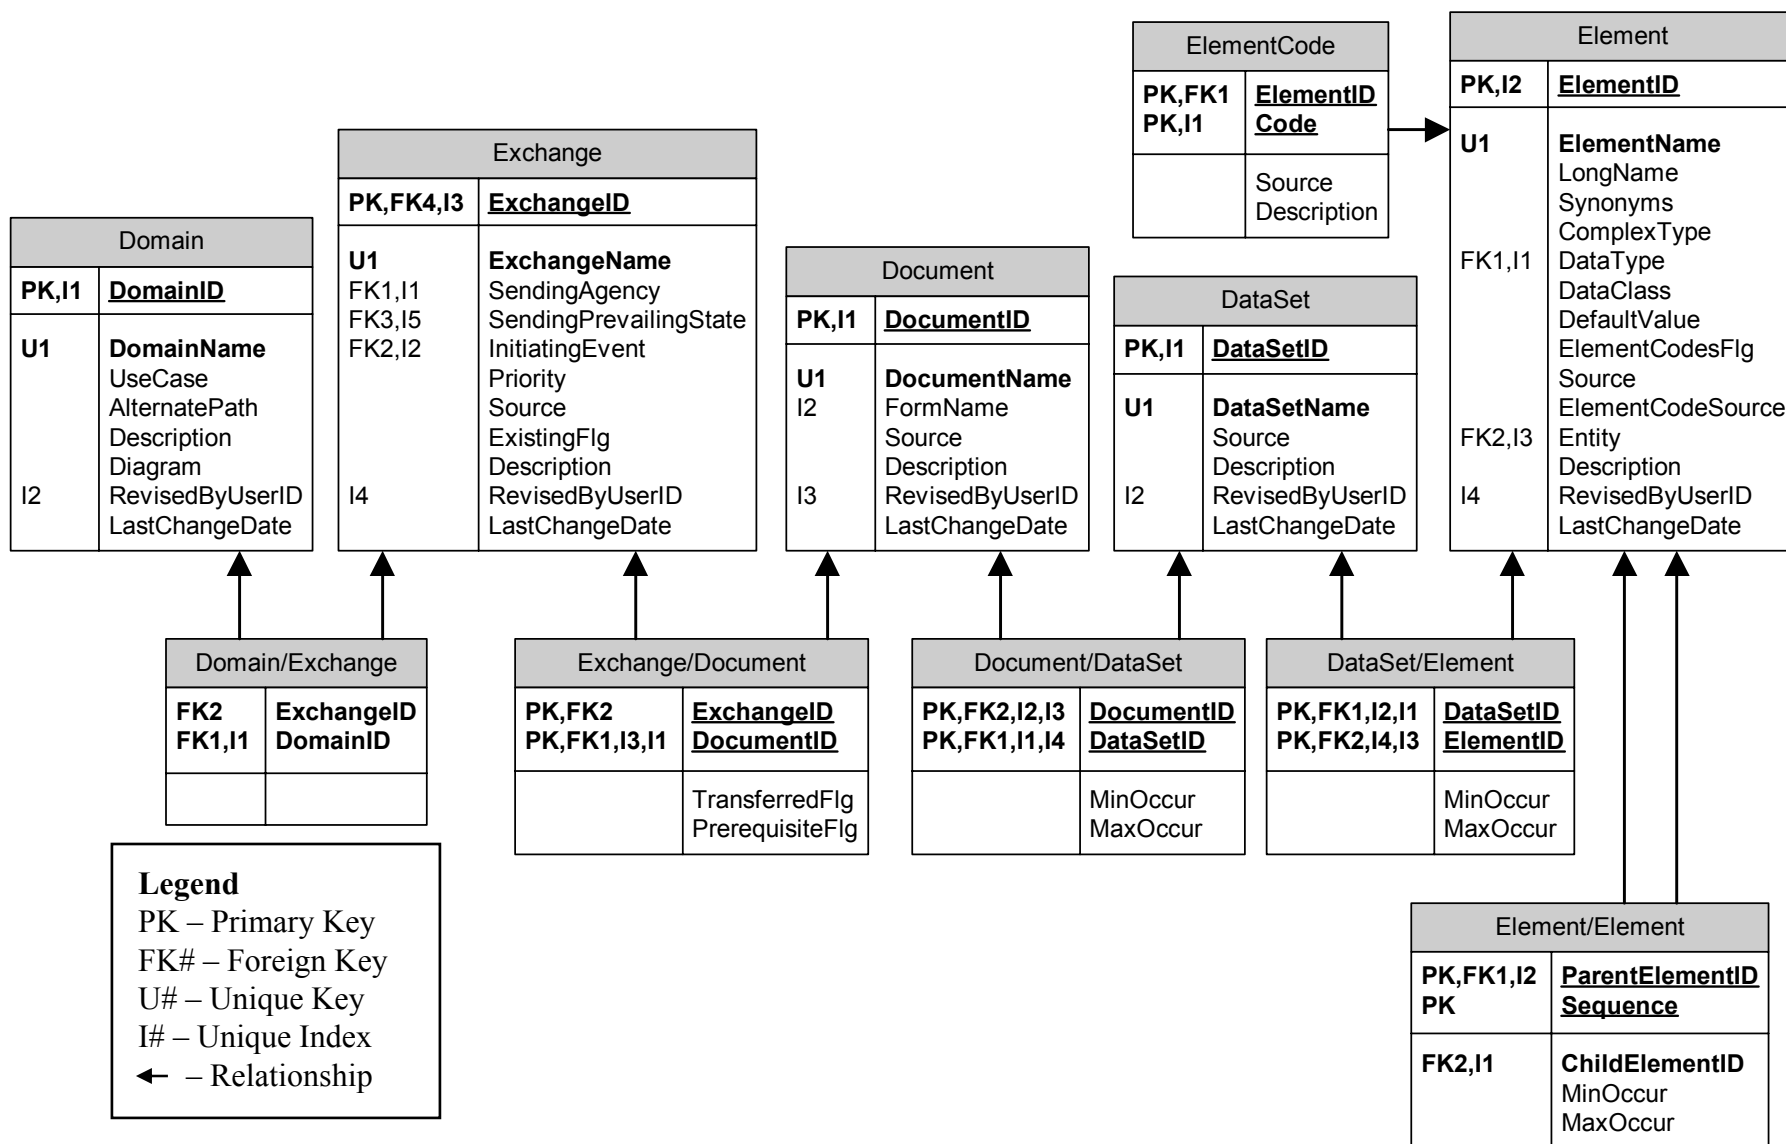 ElementCode
PK,FK1 ElementID
PK,I1 Code
Source
Description
Element
PK,I2 ElementID
U1 ElementName
LongName
Synonyms
ComplexType
FK1,I1 DataType
DataClass
DefaultValue
ElementCodesFlg
Source
ElementCodeSource
FK2,I3 Entity
Description
I4 RevisedByUserID
LastChangeDate
Exchange
PK,FK4,I3 ExchangeID
U1 ExchangeName
FK1,I1 SendingAgency
FK3,I5 SendingPrevailingState
FK2,I2 InitiatingEvent
Priority
Source
ExistingFlg
Description
I4 RevisedByUserID
LastChangeDate
Domain
PK,I1 DomainID
U1 DomainName
UseCase
AlternatePath
Description
Diagram
I2 RevisedByUserID
LastChangeDate
Document
PK,I1 DocumentID
U1 DocumentName
I2 FormName
Source
Description
I3 RevisedByUserID
LastChangeDate
DataSet
PK,I1 DataSetID
U1 DataSetName
Source
Description
I2 RevisedByUserID
LastChangeDate
Domain/Exchange
FK2 ExchangeID
FK1,I1 DomainID
Exchange/Document
PK,FK2 ExchangeID
PK,FK1,I3,I1 DocumentID
TransferredFlg
PrerequisiteFlg
Document/DataSet
PK,FK2,I2,I3 DocumentID
PK,FK1,I1,I4 DataSetID
MinOccur
MaxOccur
DataSet/Element
PK,FK1,I2,I1 DataSetID
PK,FK2,I4,I3 ElementID
MinOccur
MaxOccur
Legend
PK – Primary Key
FK# – Foreign Key
U# – Unique Key
I# – Unique Index
– Relationship
Element/Element
PK,FK1,I2 ParentElementID
PK Sequence
FK2,I1 ChildElementID
MinOccur
MaxOccur